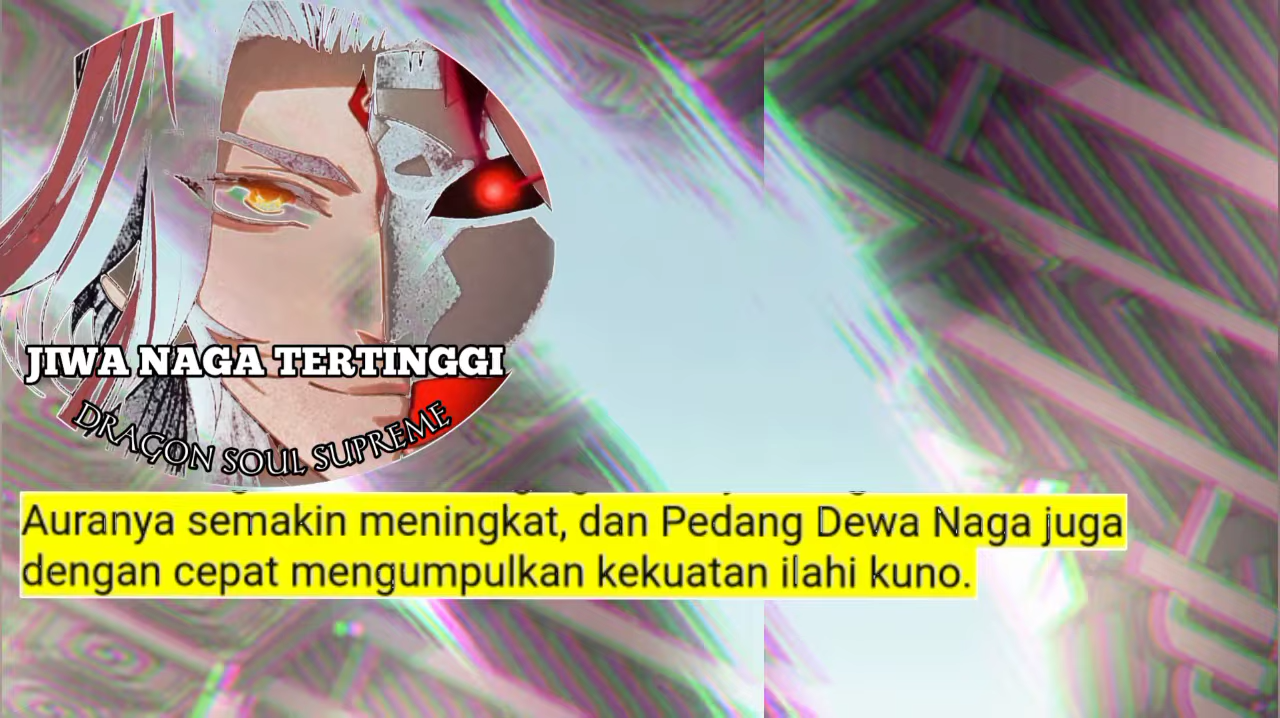 JIWA NAGA TERTINGGI
DRAGON SOUL SUPREME
Auranya semakin meningkat, dan Pedang Dewa Naga juga
dengan cepat mengumpulkan kekuatan ilahi kuno.